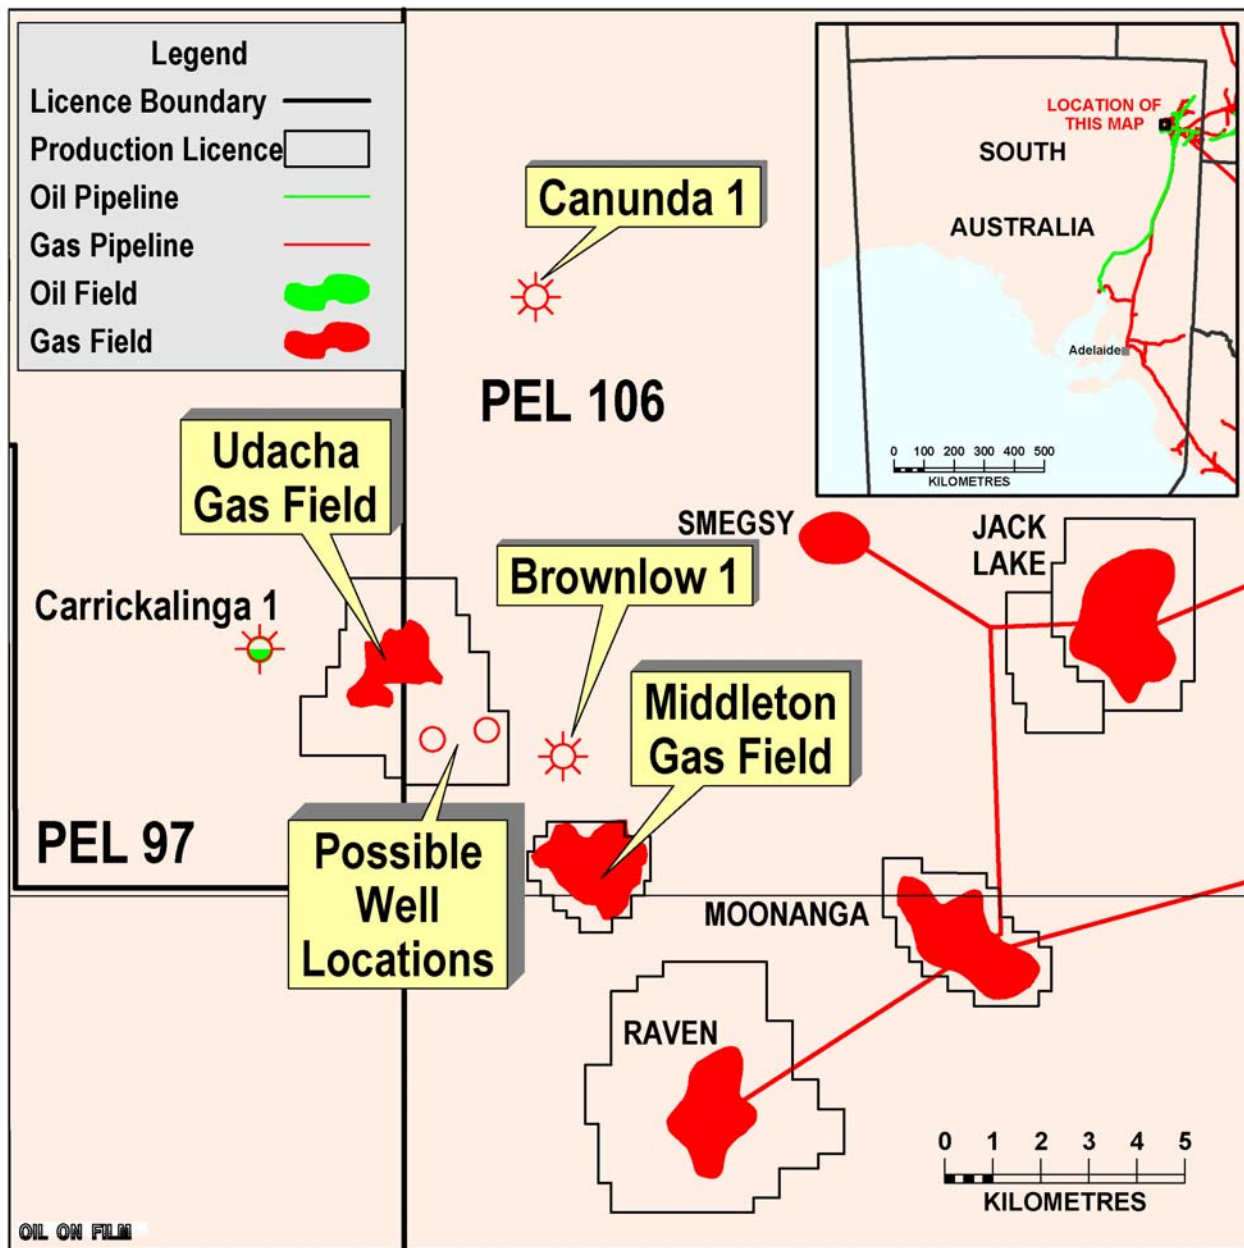 Legend
Licence Boundary
Production Licence
Oil Pipeline
Gas Pipeline
Oil Field
Gas Field
LOCATION OF
THIS MAP
SOUTH
AUSTRALIA
Adelaide
0 100 200 300 400 500
KILOMETRES
Canunda 1
PEL 106
Udacha
Gas Field
SMEGSY
JACK
LAKE
Brownlow 1
Carrickalinga 1
Middleton
Gas Field
PEL 97
Possible
Well
Locations
MOONANGA
RAVEN
0 1 2 3 4 5
KILOMETRES
OIL ON FILM